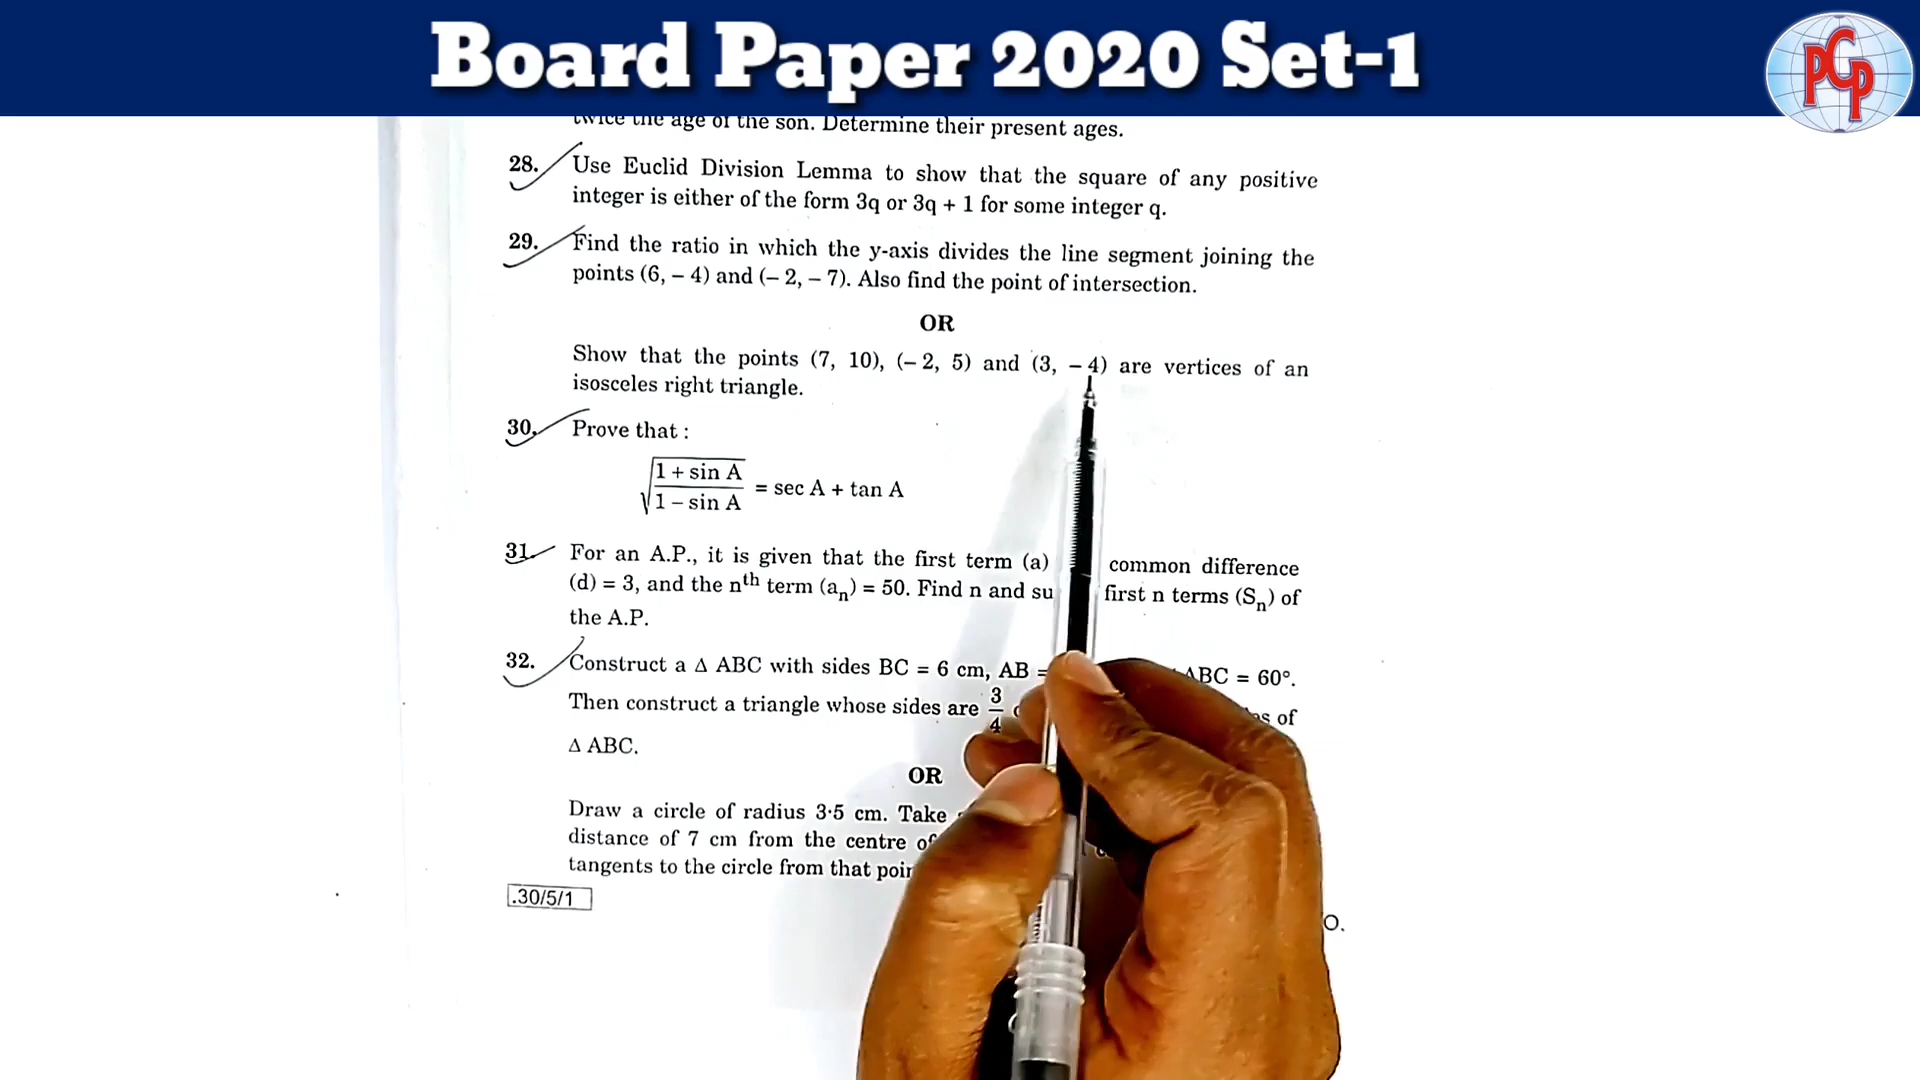 Board Paper 2020 Set-1
PGP
twice the age of the son. Determine their present ages.
28. Use Euclid Division Lemma to show that the square of any positive
integer is either of the form 3q or 3q + 1 for some integer q.
29. Find the ratio in which the y-axis divides the line segment joining the
points (6, – 4) and (– 2, – 7). Also find the point of intersection.
OR
Show that the points (7, 10), (– 2, 5) and (3, – 4) are vertices of an
isosceles right triangle.
30. Prove that :
√((1 + sin A)/(1 – sin A)) = sec A + tan A
31. For an A.P., it is given that the first term (a) common difference
(d) = 3, and the nth term (an) = 50. Find n and su first n terms (Sn) of
the A.P.
32. Construct a Δ ABC with sides BC = 6 cm, AB = ABC = 60°.
Then construct a triangle whose sides are 3/4 of
Δ ABC.
OR
Draw a circle of radius 3·5 cm. Take
distance of 7 cm from the centre of
tangents to the circle from that poin
.30/5/1
O.